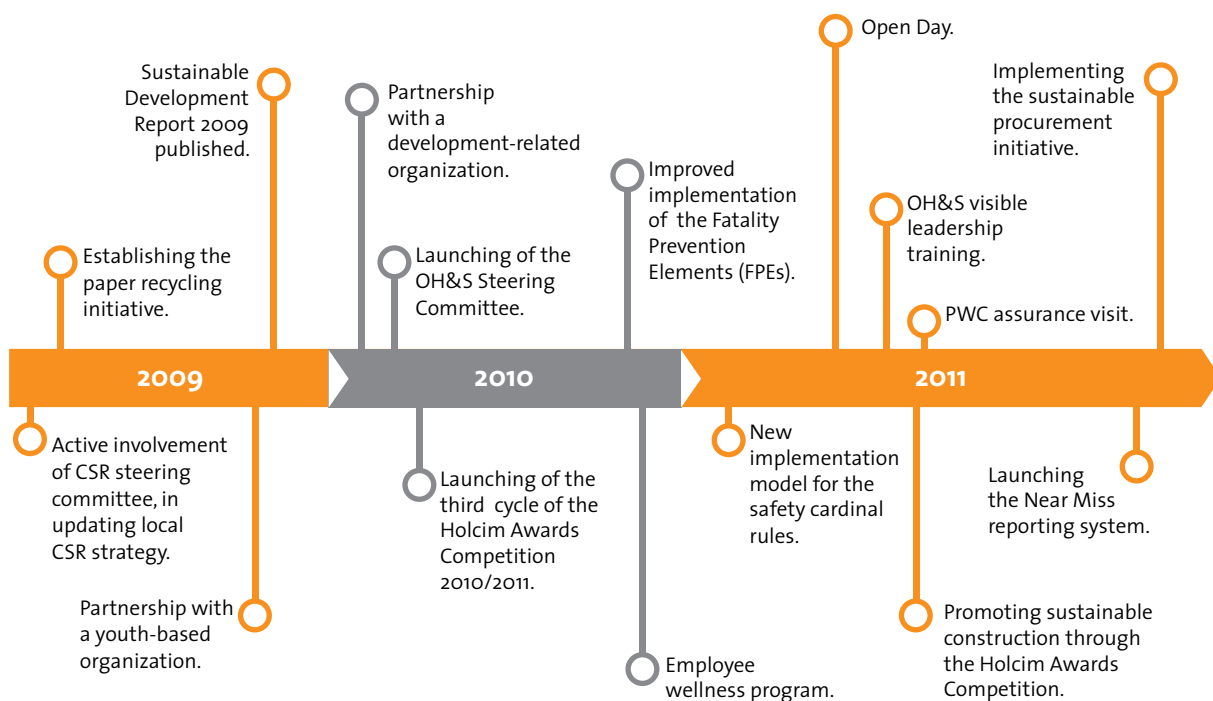 Open Day.
Sustainable
Development
Report 2009
published.
Partnership
with a
development-related
organization.
Implementing
the sustainable
procurement
initiative.
Improved
implementation
of the Fatality
Prevention
Elements (FPEs).
OH&S visible
leadership
training.
Establishing the
paper recycling
initiative.
Launching of the
OH&S Steering
Committee.
PWC assurance visit.
2009
2010
2011
Active involvement
of CSR steering
committee, in
updating local
CSR strategy.
Partnership with
a youth-based
organization.
Launching of the
third cycle of the
Holcim Awards
Competition
2010/2011.
Employee
wellness program.
New
implementation
model for the
safety cardinal
rules.
Launching
the Near Miss
reporting system.
Promoting sustainable
construction through
the Holcim Awards
Competition.